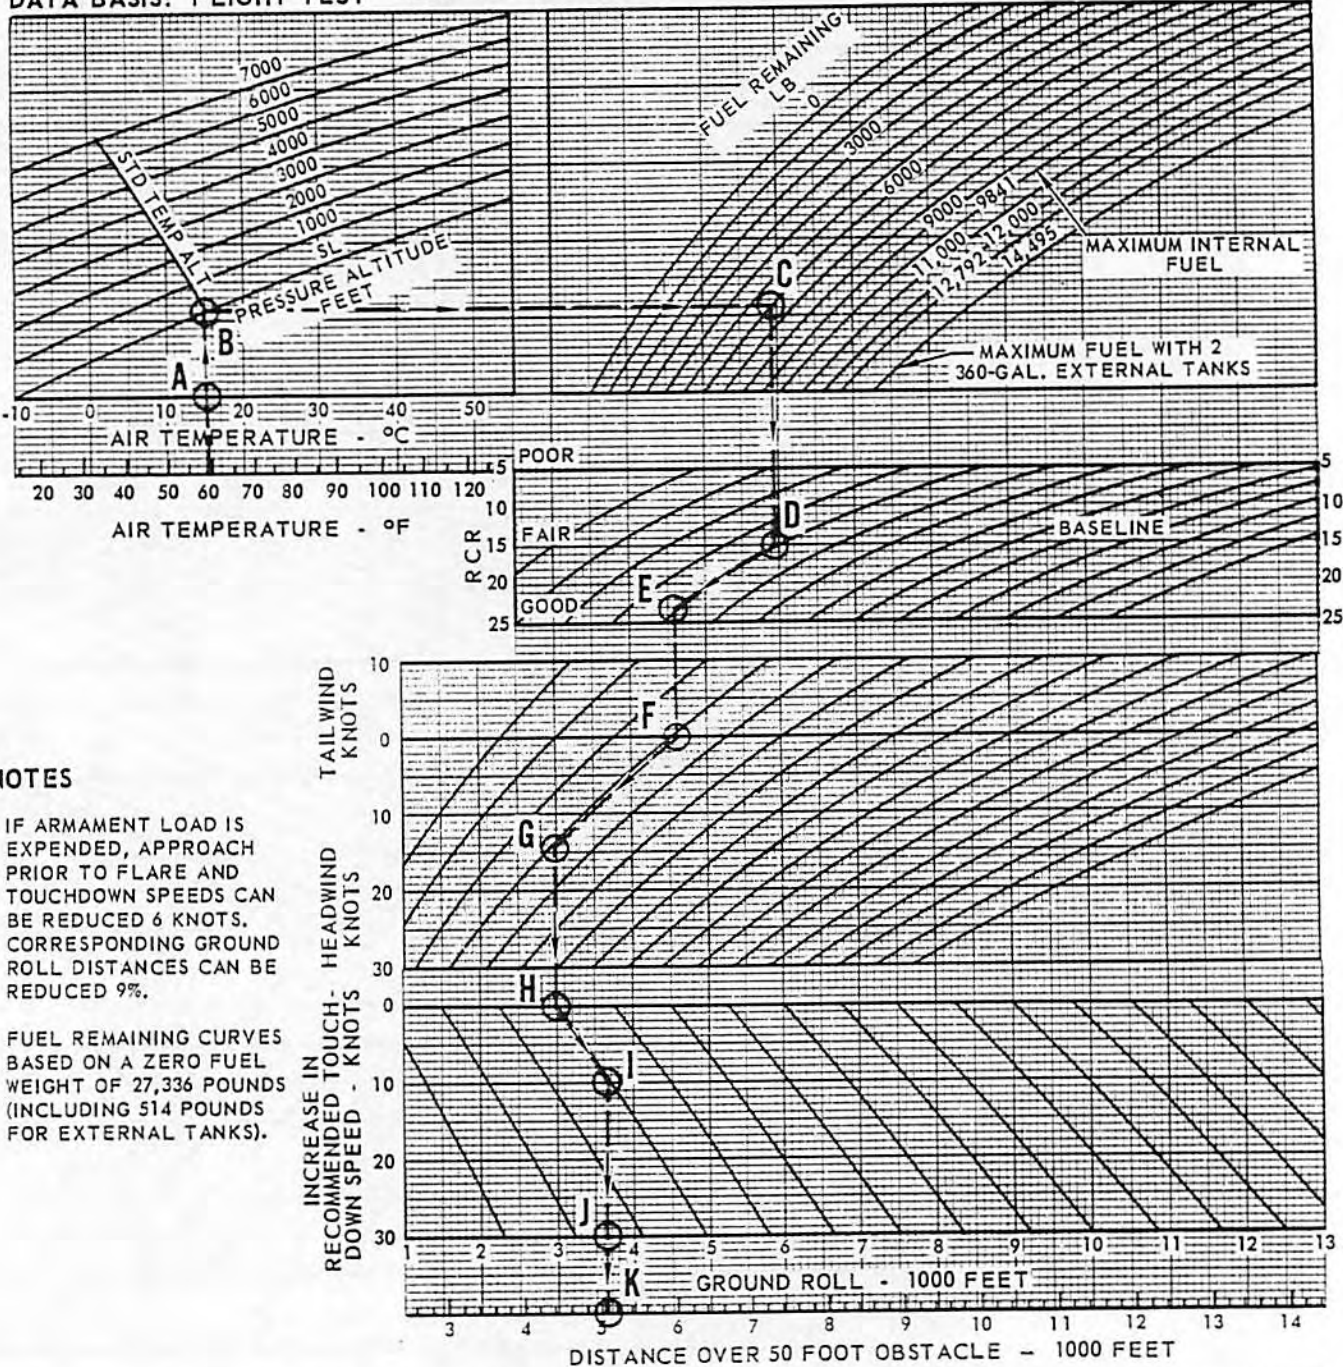 DATA BASIS: FLIGHT TEST
7000
6000
5000
4000
3000
2000
1000
SL
STD TEMP ALT
PRESSURE ALTITUDE
FEET
FUEL REMAINING
LB
0
3000
6000
9000
9841
11,000
12,000
12,792
14,495
MAXIMUM INTERNAL
FUEL
MAXIMUM FUEL WITH 2
360-GAL. EXTERNAL TANKS
A
B
C
-10 0 10 20 30 40 50
AIR TEMPERATURE - °C
20 30 40 50 60 70 80 90 100 110 120
AIR TEMPERATURE - °F
RCR
5 POOR 5
10 10
15 FAIR 15
20 20
25 GOOD 25
BASELINE
D
E
TAILWIND
KNOTS
HEADWIND
KNOTS
10
0
10
20
30
F
G
NOTES
IF ARMAMENT LOAD IS
EXPENDED, APPROACH
PRIOR TO FLARE AND
TOUCHDOWN SPEEDS CAN
BE REDUCED 6 KNOTS.
CORRESPONDING GROUND
ROLL DISTANCES CAN BE
REDUCED 9%.
FUEL REMAINING CURVES
BASED ON A ZERO FUEL
WEIGHT OF 27,336 POUNDS
(INCLUDING 514 POUNDS
FOR EXTERNAL TANKS).
INCREASE IN
RECOMMENDED TOUCH-
DOWN SPEED - KNOTS
0
10
20
30
H
I
J
K
1 2 3 4 5 6 7 8 9 10 11 12 13
GROUND ROLL - 1000 FEET
3 4 5 6 7 8 9 10 11 12 13 14
DISTANCE OVER 50 FOOT OBSTACLE - 1000 FEET